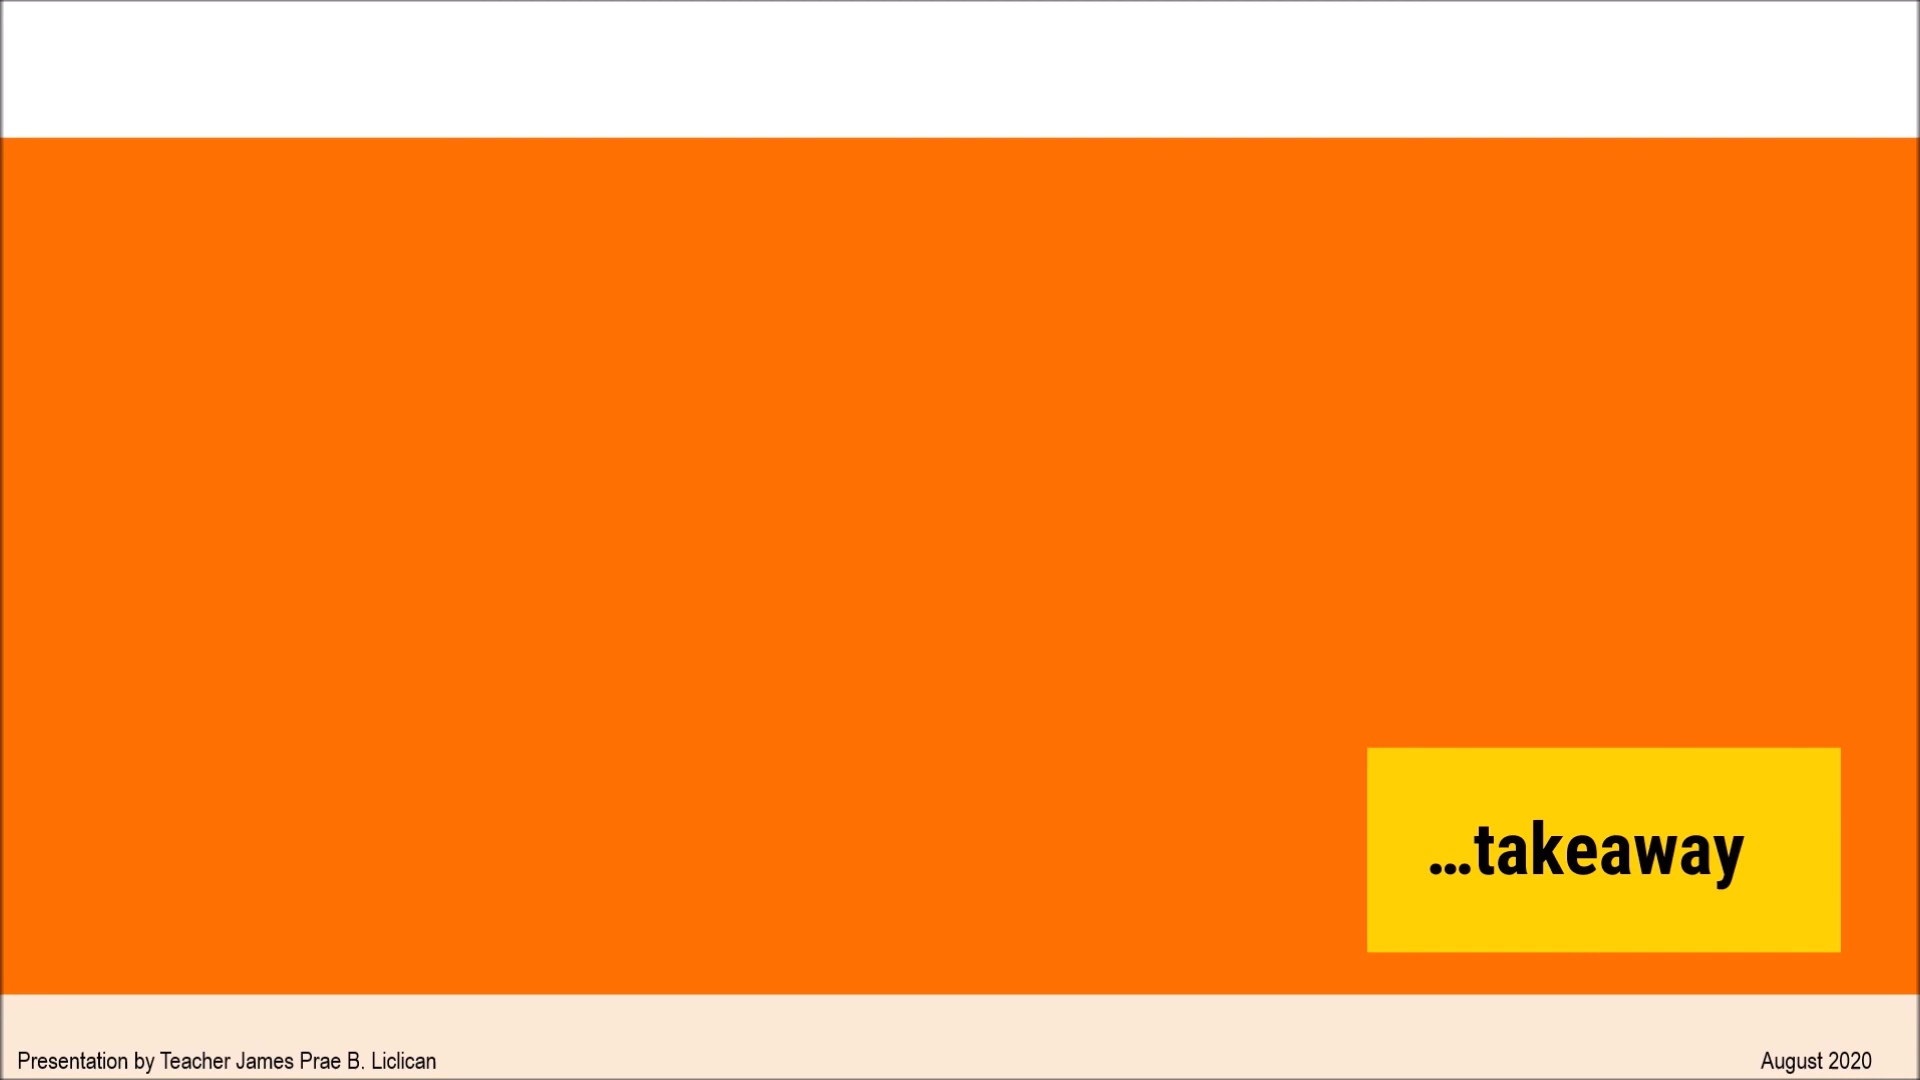 …takeaway
Presentation by Teacher James Prae B. Liclican
August 2020